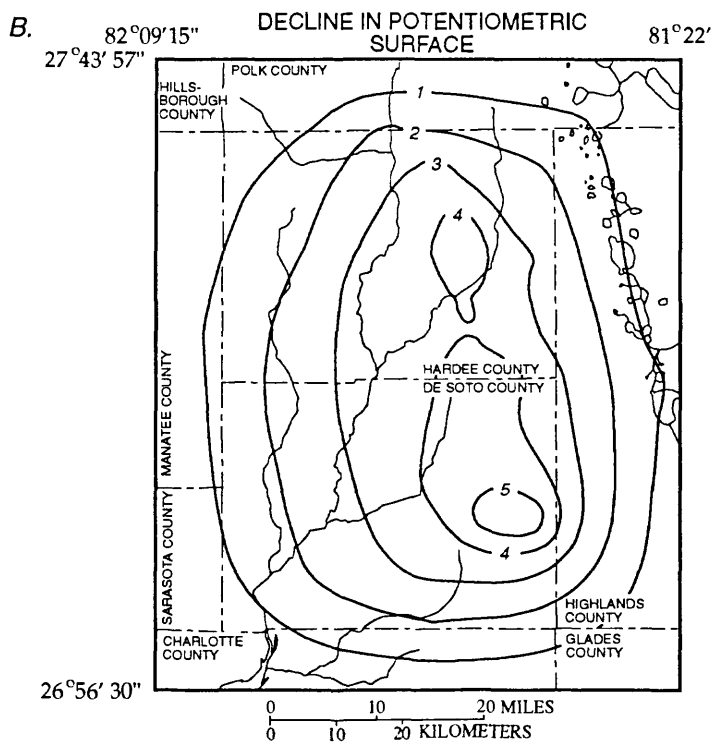 B.
DECLINE IN POTENTIOMETRIC
SURFACE
82°09'15"
81°22'
27°43' 57"
POLK COUNTY
HILLS-
BOROUGH
COUNTY
1
2
3
4
HARDEE COUNTY
DE SOTO COUNTY
MANATEE COUNTY
5
4
SARASOTA COUNTY
HIGHLANDS
COUNTY
CHARLOTTE
COUNTY
GLADES
COUNTY
26°56' 30"
0 10 20 MILES
0 10 20 KILOMETERS